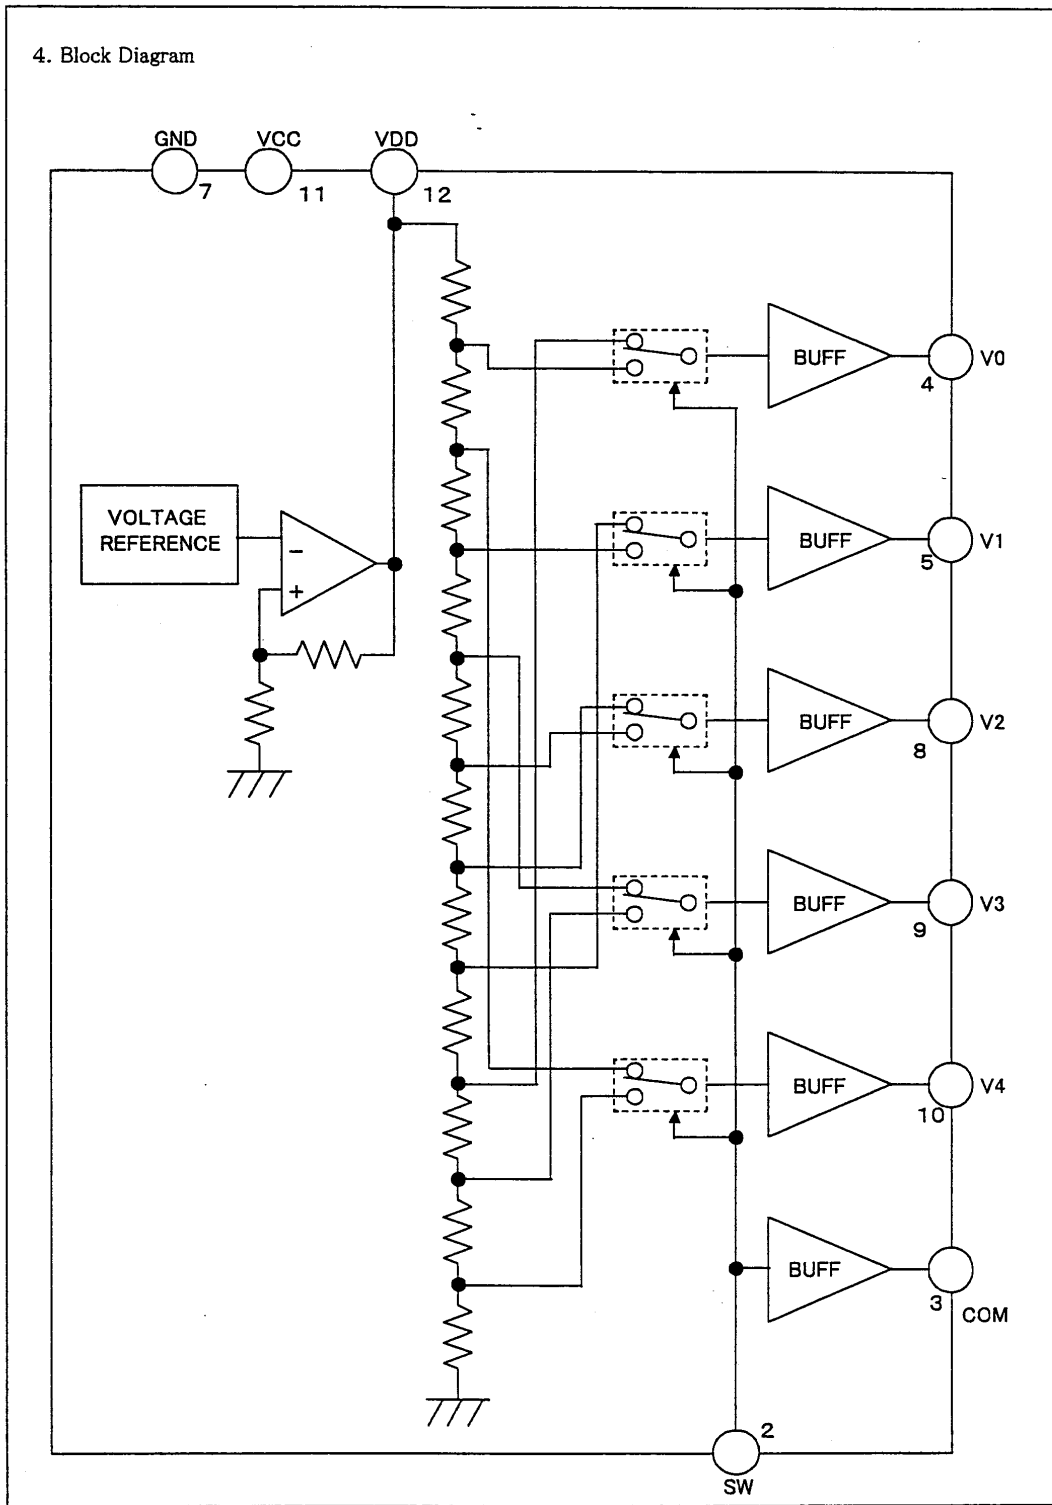 4. Block Diagram
GND
VCC
VDD
7
11
12
BUFF
V0
4
VOLTAGE
REFERENCE
−
+
BUFF
V1
5
BUFF
V2
8
BUFF
V3
9
BUFF
V4
10
BUFF
3
COM
2
SW